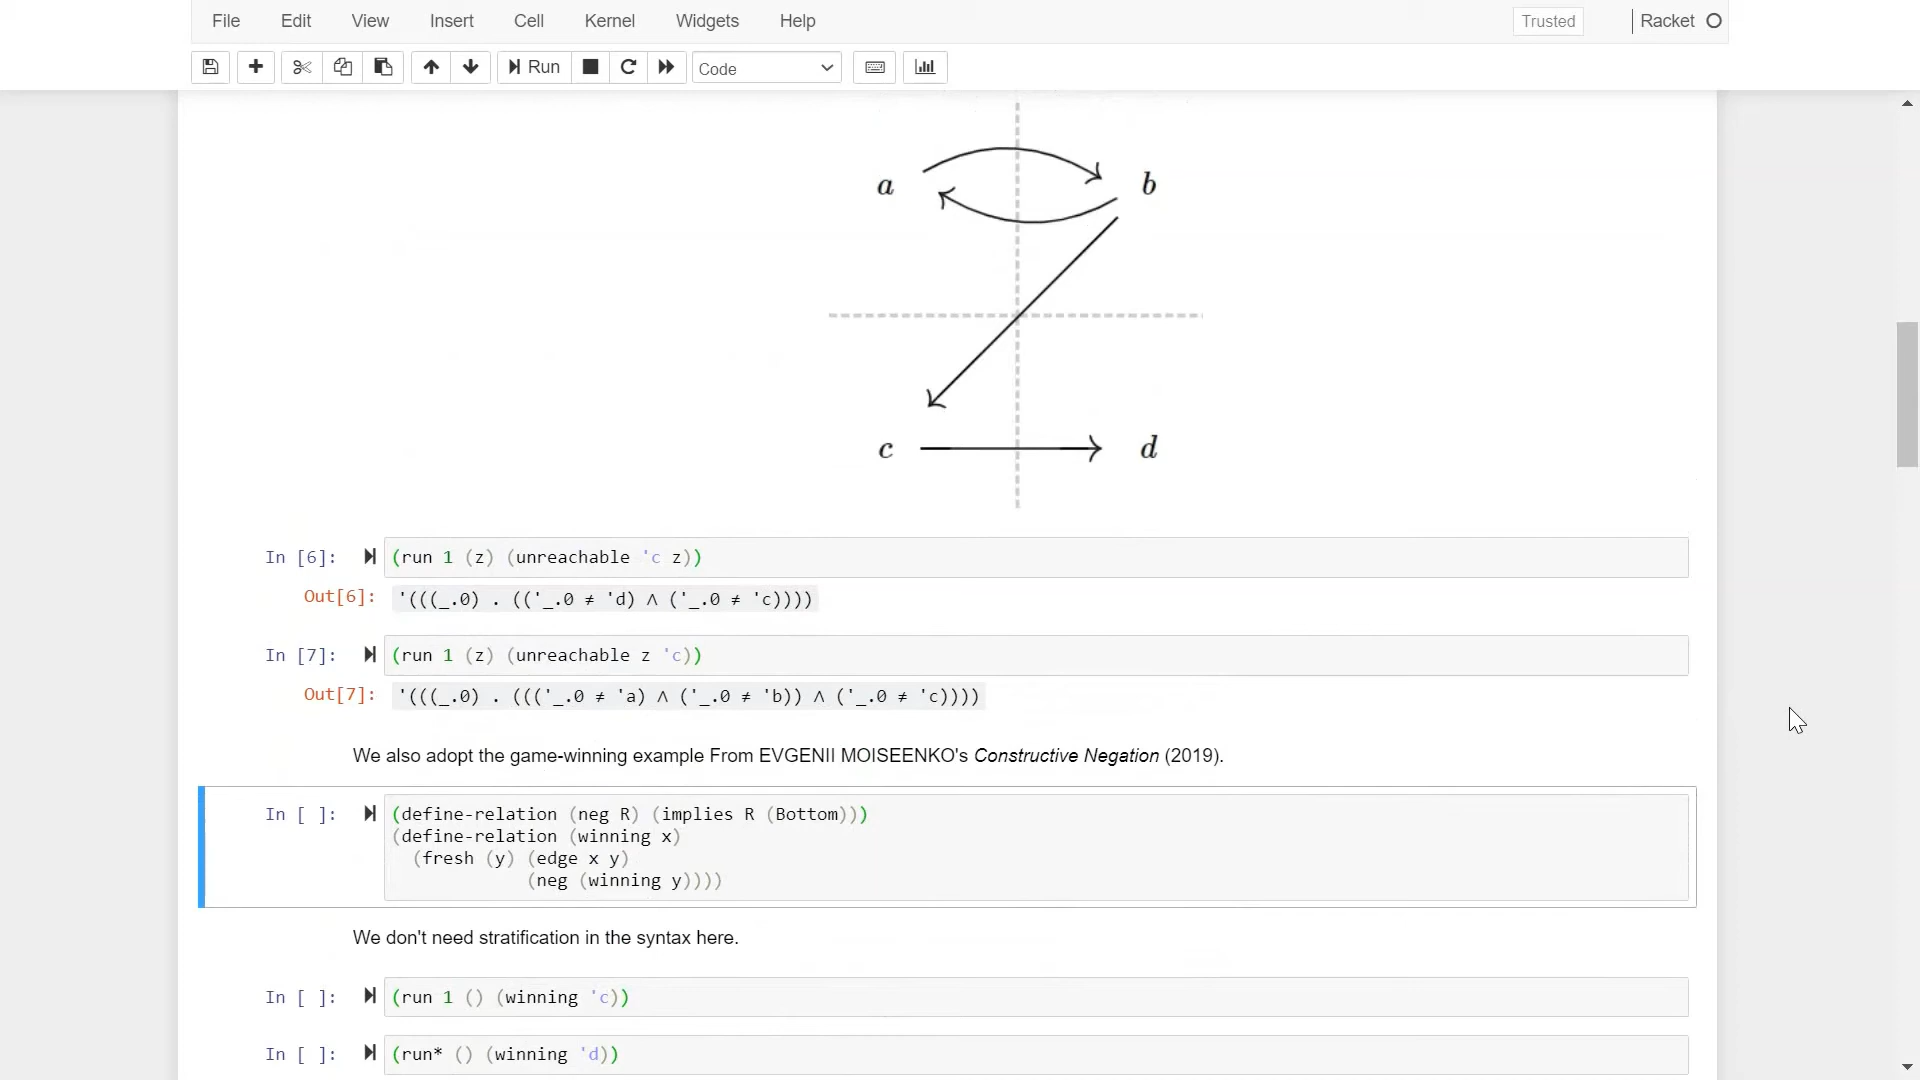 File Edit View Insert Cell Kernel Widgets Help Trusted Racket
Run Code
a b
c d
In [6]: (run 1 (z) (unreachable 'c z))
Out[6]: '(((_.0) . (('_.0 ≠ 'd) ∧ ('_.0 ≠ 'c))))
In [7]: (run 1 (z) (unreachable z 'c))
Out[7]: '(((_.0) . ((('_.0 ≠ 'a) ∧ ('_.0 ≠ 'b)) ∧ ('_.0 ≠ 'c))))
We also adopt the game-winning example From EVGENII MOISEENKO's Constructive Negation (2019).
In [ ]: (define-relation (neg R) (implies R (Bottom)))
(define-relation (winning x)
(fresh (y) (edge x y)
(neg (winning y))))
We don't need stratification in the syntax here.
In [ ]: (run 1 () (winning 'c))
In [ ]: (run* () (winning 'd))